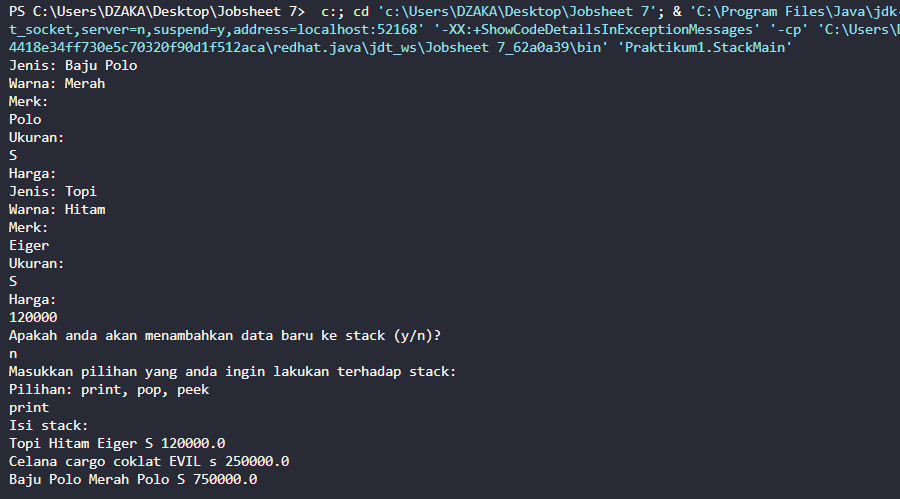 PS C:\Users\DZAKA\Desktop\Jobsheet 7>  c:; cd 'c:\Users\DZAKA\Desktop\Jobsheet 7'; & 'C:\Program Files\Java\jdk-
t_socket,server=n,suspend=y,address=localhost:52168' '-XX:+ShowCodeDetailsInExceptionMessages' '-cp' 'C:\Users\D
4418e34ff730e5c70320f90d1f512aca\redhat.java\jdt_ws\Jobsheet 7_62a0a39\bin' 'Praktikum1.StackMain'
Jenis: Baju Polo
Warna: Merah
Merk:
Polo
Ukuran:
S
Harga:
Jenis: Topi
Warna: Hitam
Merk:
Eiger
Ukuran:
S
Harga:
120000
Apakah anda akan menambahkan data baru ke stack (y/n)?
n
Masukkan pilihan yang anda ingin lakukan terhadap stack:
Pilihan: print, pop, peek
print
Isi stack:
Topi Hitam Eiger S 120000.0
Celana cargo coklat EVIL s 250000.0
Baju Polo Merah Polo S 750000.0